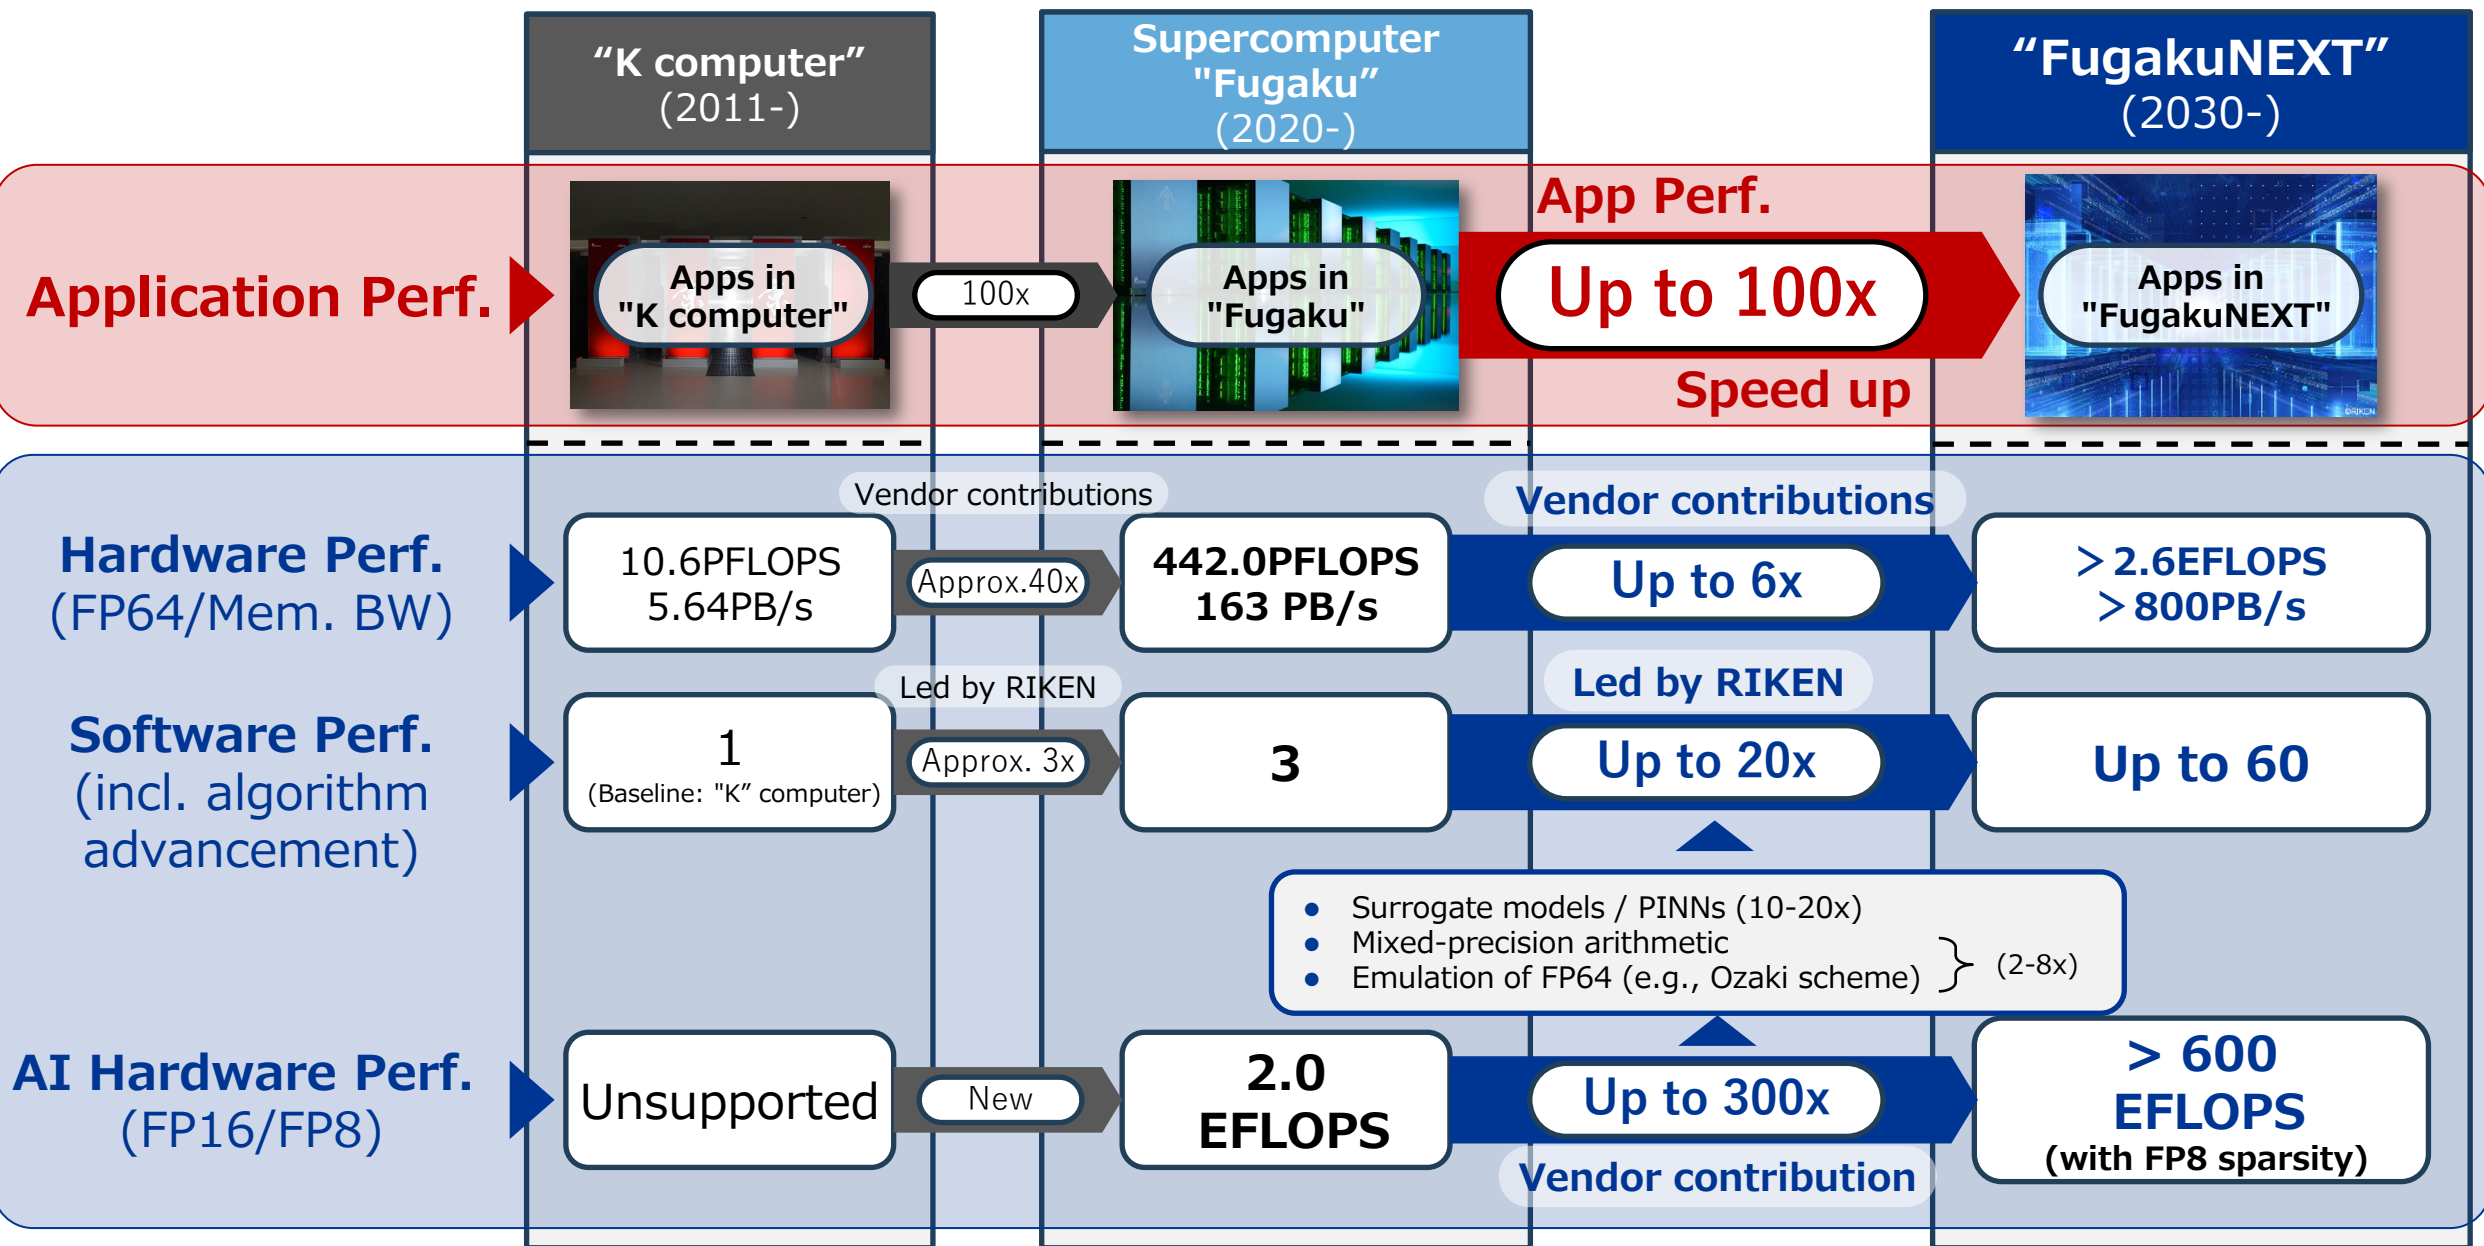 “K computer”
(2011-)
Supercomputer
"Fugaku”
(2020-)
“FugakuNEXT”
(2030-)
Application Perf.
Apps in
"K computer"
100x
Apps in
"Fugaku"
App Perf.
Up to 100x
Speed up
Apps in
"FugakuNEXT"
©RIKEN
Hardware Perf.
(FP64/Mem. BW)
10.6PFLOPS
5.64PB/s
Vendor contributions
Approx.40x
442.0PFLOPS
163 PB/s
Vendor contributions
Up to 6x
＞2.6EFLOPS
＞800PB/s
Software Perf.
(incl. algorithm
advancement)
1
(Baseline: "K” computer)
Led by RIKEN
Approx. 3x
3
Led by RIKEN
Up to 20x
Up to 60
● Surrogate models / PINNs (10-20x)
● Mixed-precision arithmetic
● Emulation of FP64 (e.g., Ozaki scheme)
(2-8x)
AI Hardware Perf.
(FP16/FP8)
Unsupported
New
2.0
EFLOPS
Up to 300x
Vendor contribution
> 600
EFLOPS
(with FP8 sparsity)